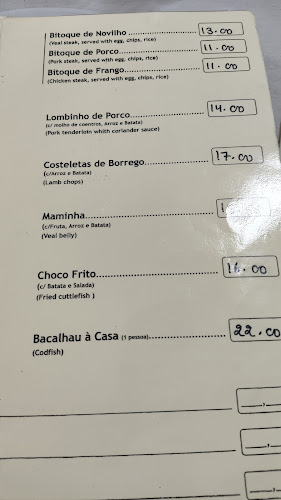 Bitoque de Novilho................ 13.00
(Veal steak, served with egg, chips, rice)
Bitoque de Porco................ 11.00
(Pork steak, served with egg, chips, rice)
Bitoque de Frango................ 11.00
(Chicken steak, served with egg, chips, rice)
Lombinho de Porco................ 14.00
(c/ molho de coentros, Arroz e Batata)
(Pork tenderloin whith coriander sauce)
Costeletas de Borrego................ 17.00
(c/Arroz e Batata)
(Lamb chops)
Maminha................
(c/Fruta, Arroz e Batata)
(Veal belly)
Choco Frito................ 16.00
(c/ Batata e Salada)
(Fried cuttlefish )
Bacalhau à Casa (1 pessoa)................ 22.00
(Codfish)